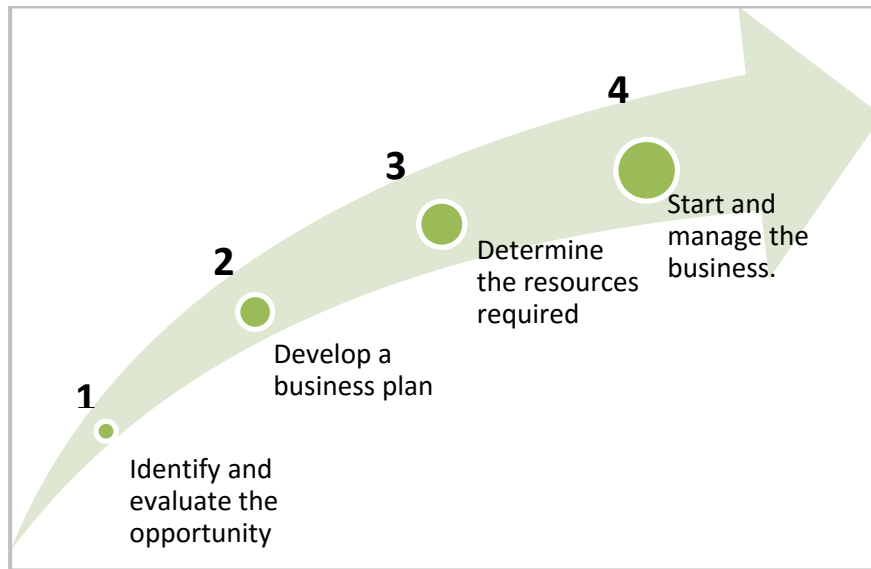 1
Identify and
evaluate the
opportunity
2
Develop a
business plan
3
Determine
the resources
required
4
Start and
manage the
business.